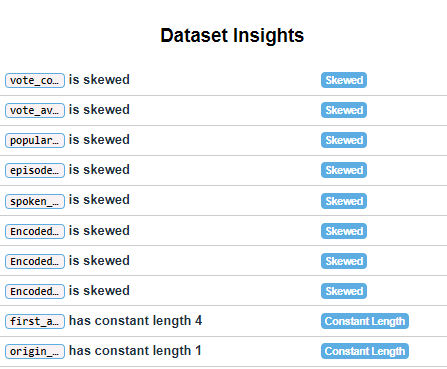 Dataset Insights
vote_co… is skewed Skewed
vote_av… is skewed Skewed
popular… is skewed Skewed
episode… is skewed Skewed
spoken_… is skewed Skewed
Encoded… is skewed Skewed
Encoded… is skewed Skewed
Encoded… is skewed Skewed
first_a… has constant length 4 Constant Length
origin_… has constant length 1 Constant Length